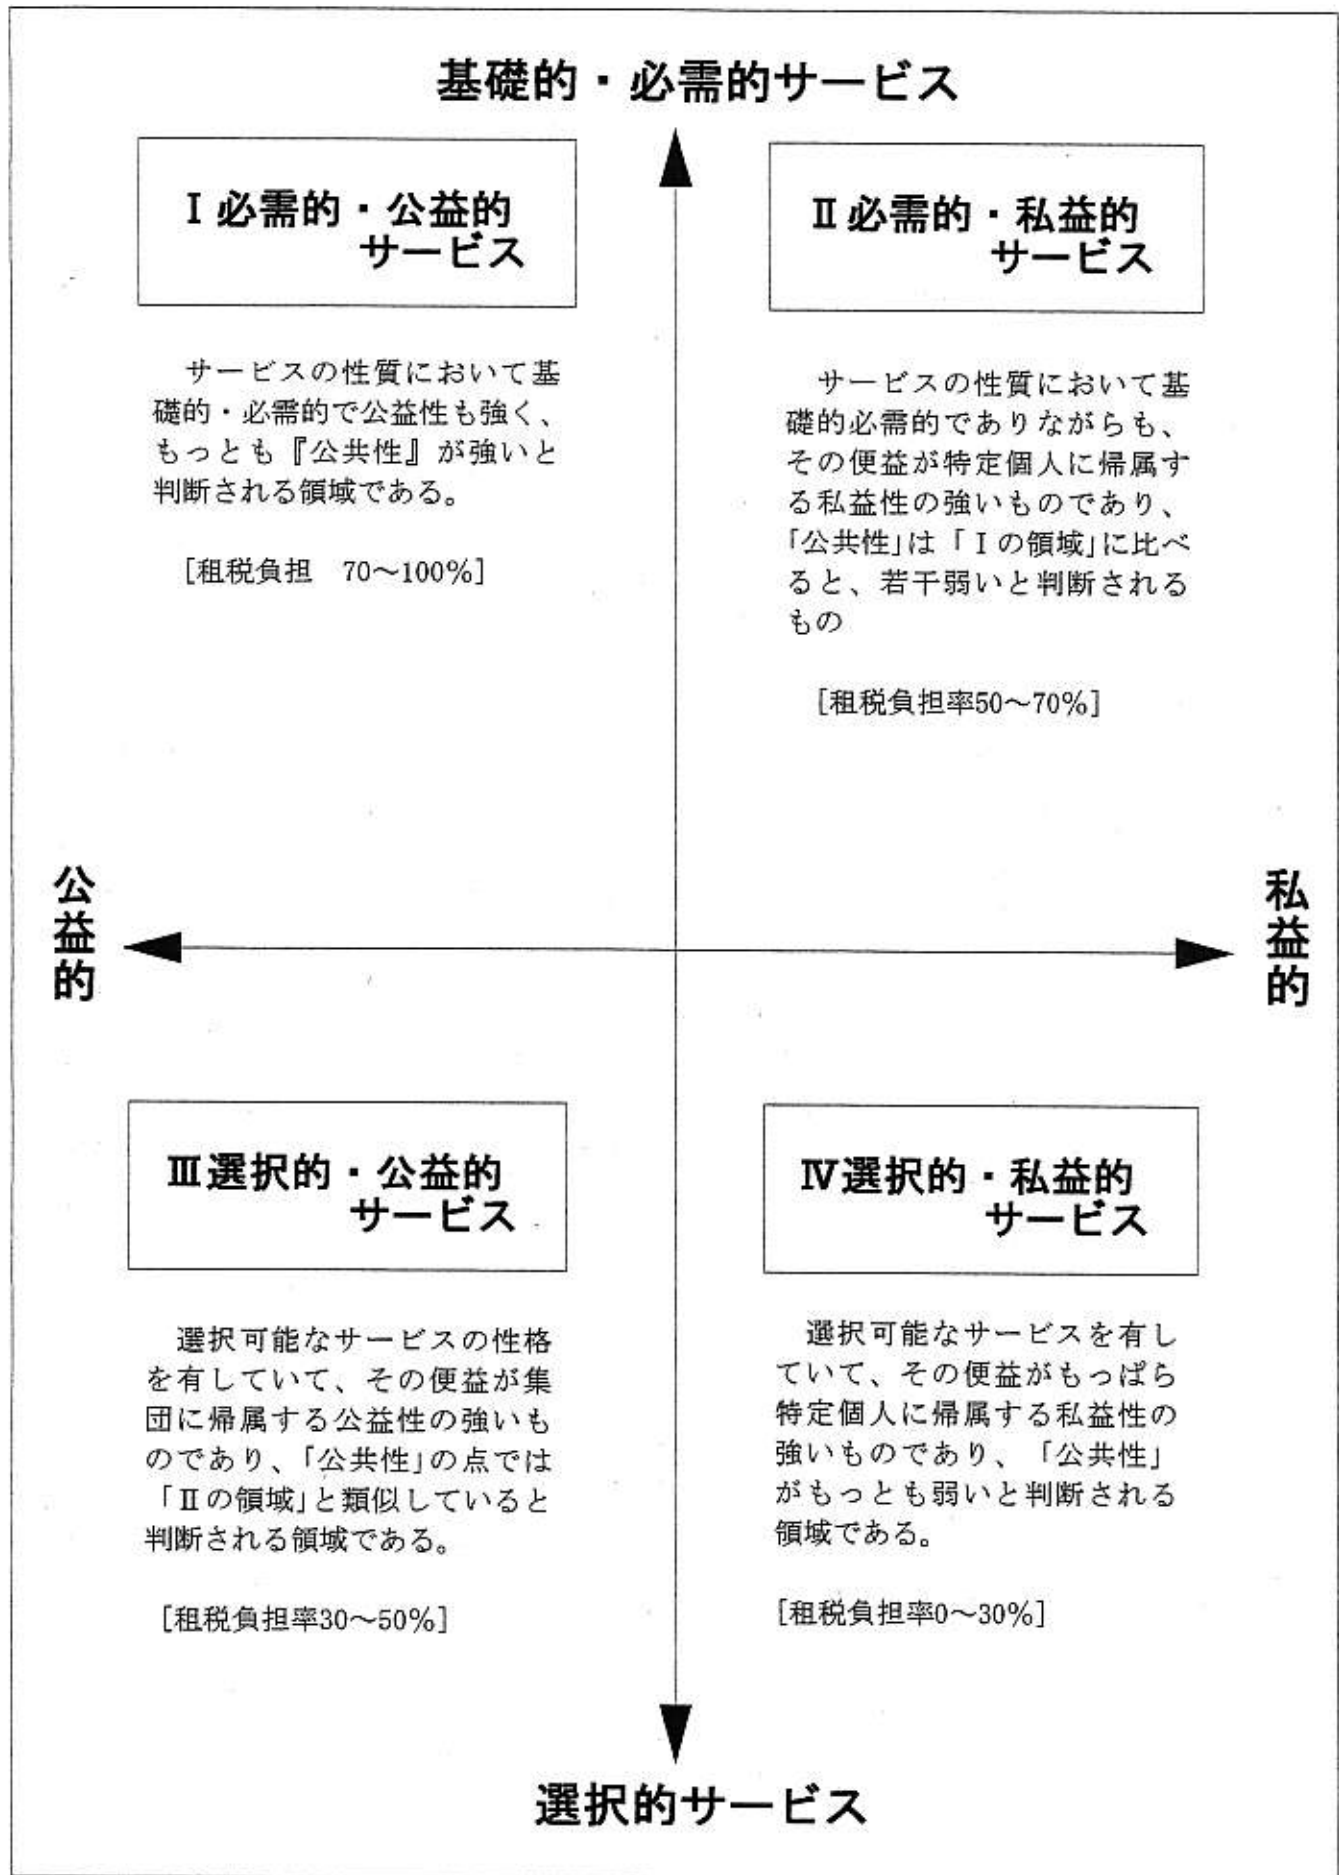 基礎的・必需的サービス
Ⅰ必需的・公益的
サービス
サービスの性質において基
礎的・必需的で公益性も強く、
もっとも『公共性』が強いと
判断される領域である。
[租税負担　70～100%]
Ⅱ必需的・私益的
サービス
サービスの性質において基
礎的必需的でありながらも、
その便益が特定個人に帰属す
る私益性の強いものであり、
「公共性」は「Ⅰの領域」に比べ
ると、若干弱いと判断される
もの
[租税負担率50～70%]
公益的
私益的
Ⅲ選択的・公益的
サービス
選択可能なサービスの性格
を有していて、その便益が集
団に帰属する公益性の強いも
のであり、「公共性」の点では
「Ⅱの領域」と類似していると
判断される領域である。
[租税負担率30～50%]
Ⅳ選択的・私益的
サービス
選択可能なサービスを有し
ていて、その便益がもっぱら
特定個人に帰属する私益性の
強いものであり、「公共性」
がもっとも弱いと判断される
領域である。
[租税負担率0～30%]
選択的サービス